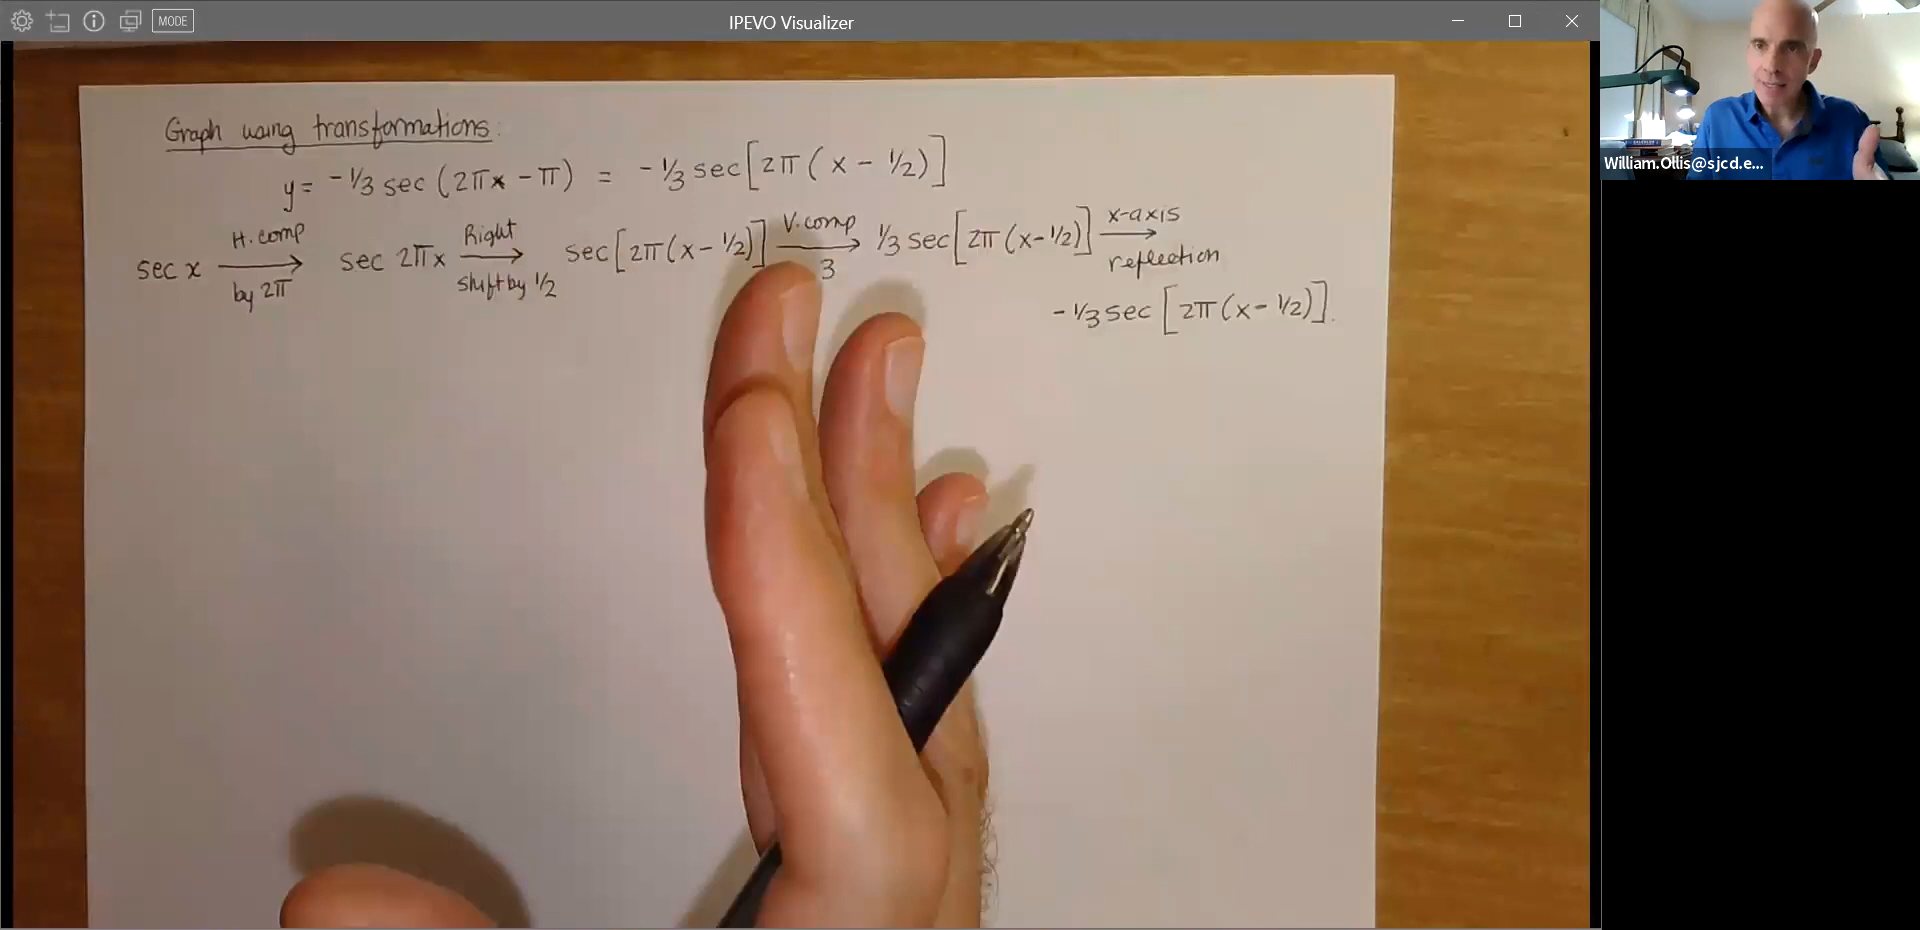 MODE
IPEVO Visualizer
William.Ollis@sjcd.e...
Graph using transformations:
y = -1/3 sec (2πx - π) = -1/3 sec[2π(x - 1/2)]
sec x H. comp by 2π → sec 2πx Right shift by 1/2 → sec[2π(x - 1/2)] V. comp 3 → 1/3 sec[2π(x - 1/2)] x-axis reflection →
-1/3 sec[2π(x - 1/2)].